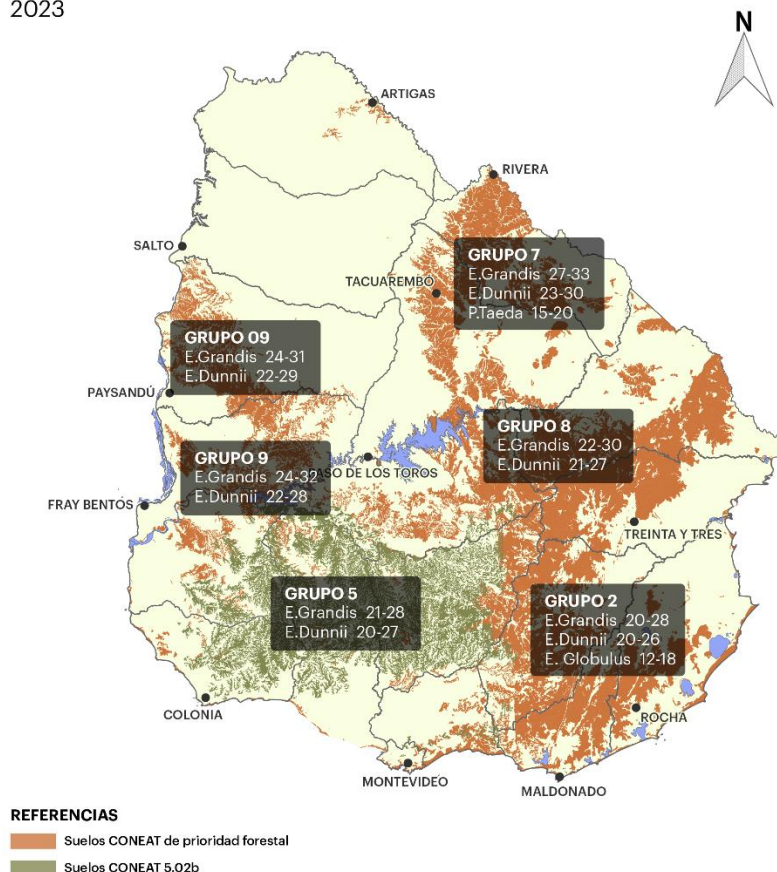 2023
N
ARTIGAS
RIVERA
SALTO
TACUAREMBO
GRUPO 7
E.Grandis 27-33
E.Dunnii 23-30
P.Taeda 15-20
GRUPO 09
E.Grandis 24-31
E.Dunnii 22-29
PAYSANDÚ
GRUPO 8
E.Grandis 22-30
E.Dunnii 21-27
GRUPO 9
E.Grandis 24-32
E.Dunnii 22-28
PASO DE LOS TOROS
FRAY BENTOS
TREINTA Y TRES
GRUPO 5
E.Grandis 21-28
E.Dunnii 20-27
GRUPO 2
E.Grandis 20-28
E.Dunnii 20-26
E. Globulus 12-18
COLONIA
ROCHA
MONTEVIDEO
MALDONADO
REFERENCIAS
Suelos CONEAT de prioridad forestal
Suelos CONEAT 5.02b